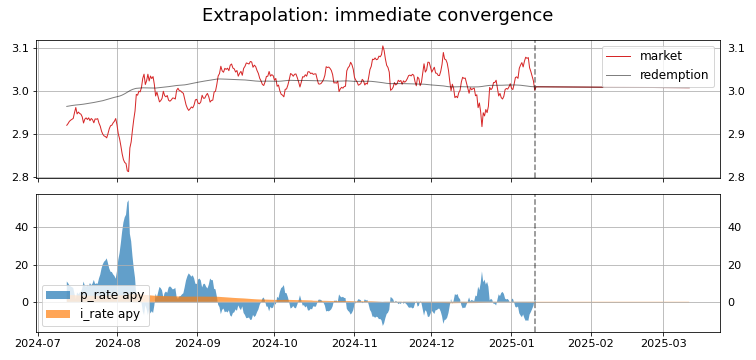 Extrapolation: immediate convergence
3.1
3.1
market
redemption
3.0
3.0
2.9
2.9
2.8
2.8
40
40
20
20
p_rate apy
i_rate apy
0
0
2024-07 2024-08 2024-09 2024-10 2024-11 2024-12 2025-01 2025-02 2025-03